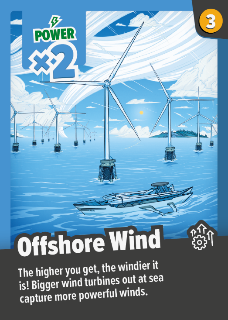 POWER
×2
3
Offshore Wind
The higher you get, the windier it
is! Bigger wind turbines out at sea
capture more powerful winds.